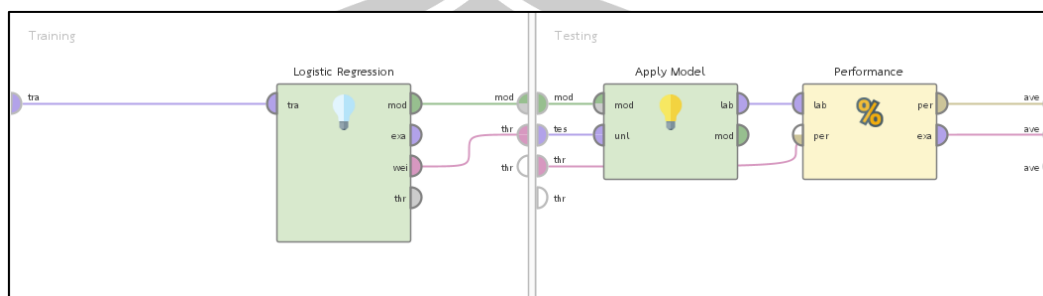 Training
Testing
Logistic Regression
Apply Model
Performance
tra
tra
mod
exa
wei
thr
mod
thr
thr
mod
tes
thr
thr
mod
unl
lab
mod
lab
per
%
per
exa
ave
ave
ave